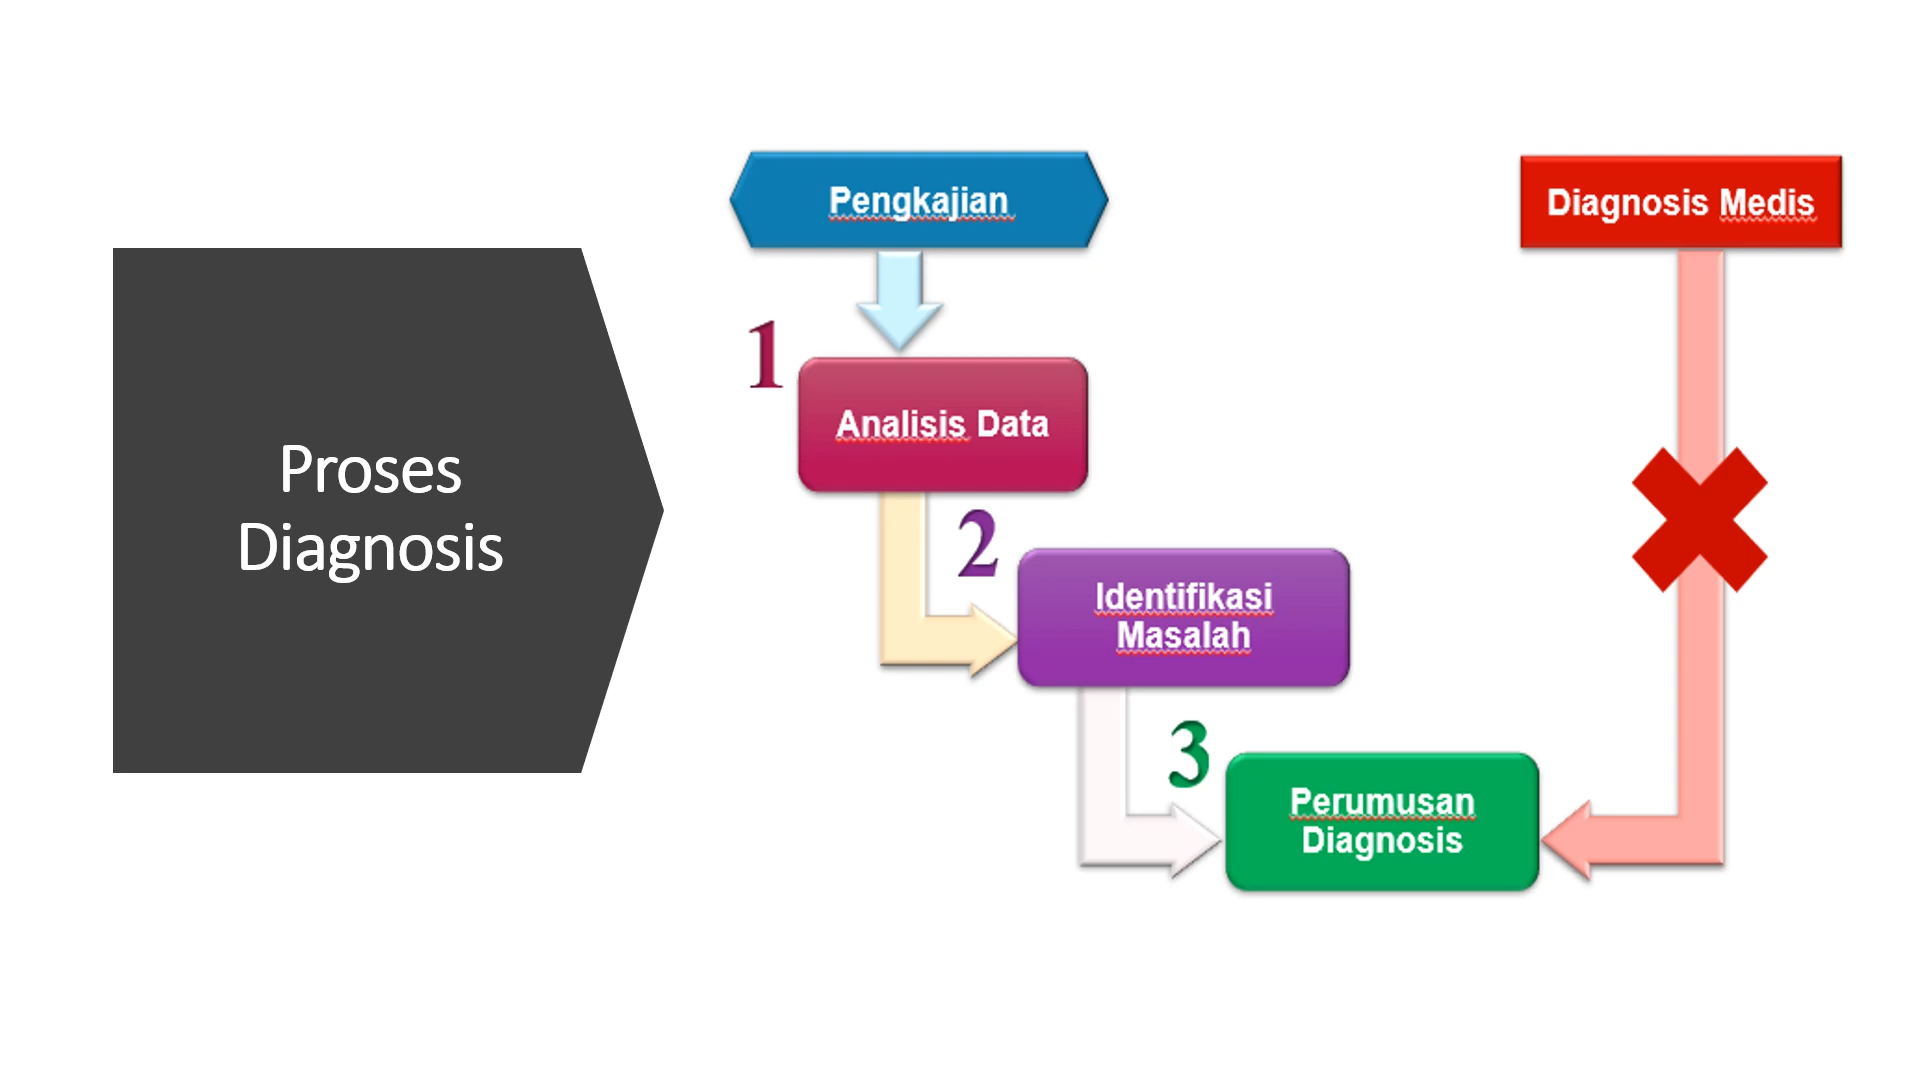 Proses
Diagnosis
Pengkajian
Diagnosis Medis
1
Analisis Data
2
Identifikasi
Masalah
3
Perumusan
Diagnosis